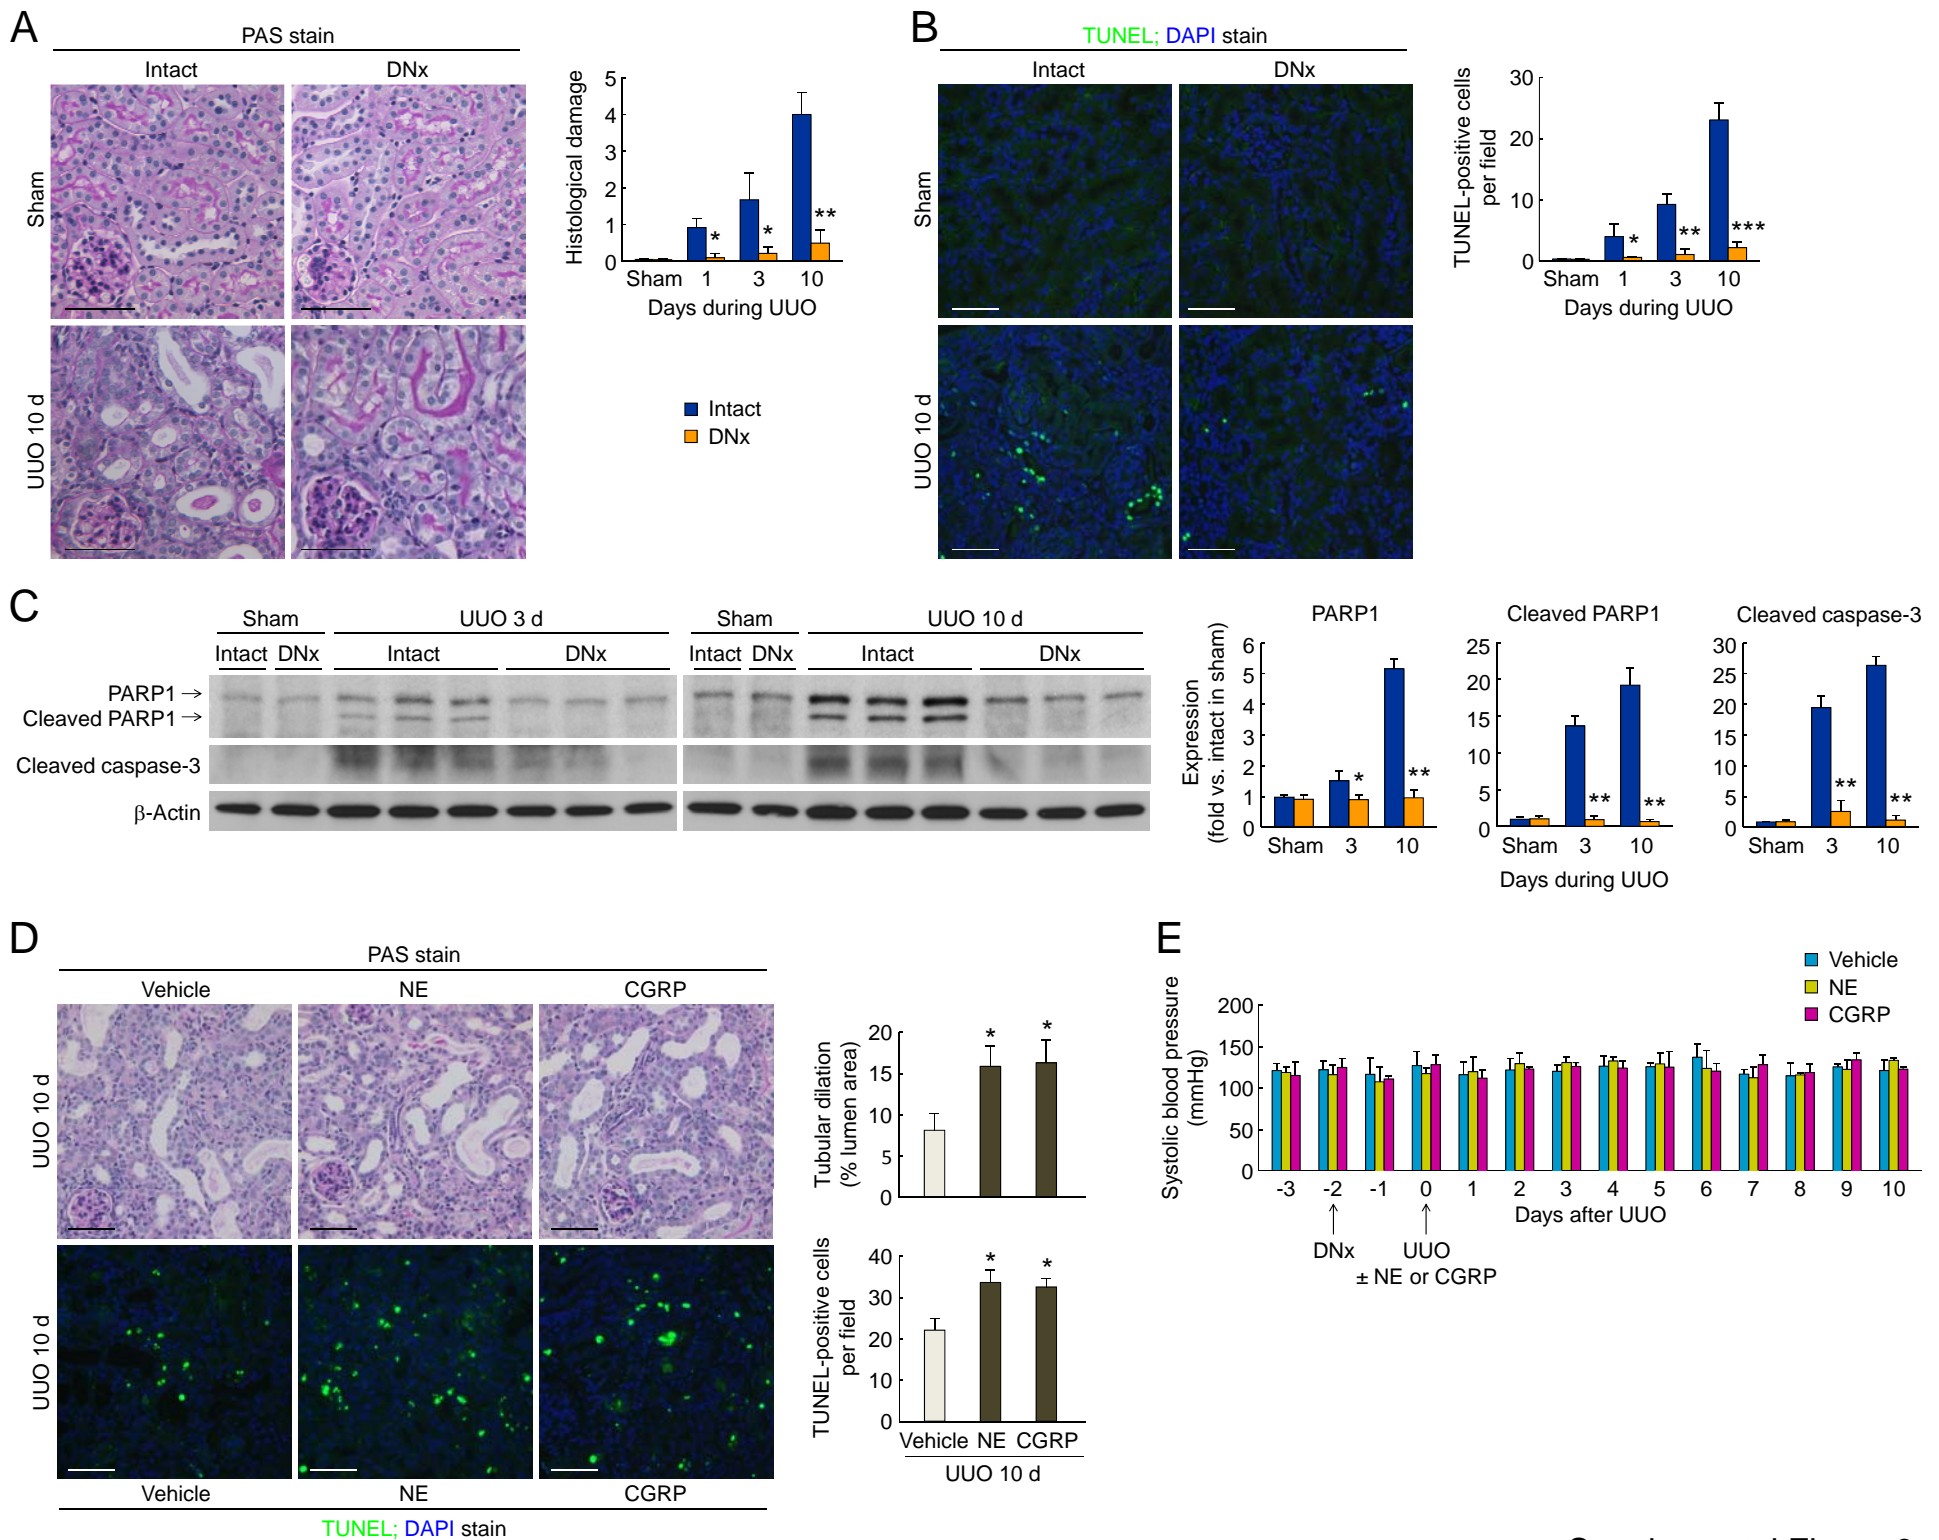 A
PAS stain
Intact
DNx
Sham
UUO 10 d
Histological damage
5
4
3
2
1
0
*
*
**
Sham 1 3 10
Days during UUO
Intact
DNx
B
TUNEL; DAPI stain
Intact
DNx
Sham
UUO 10 d
TUNEL-positive cells
per field
30
20
10
0
*
**
***
Sham 1 3 10
Days during UUO
C
Sham
UUO 3 d
Sham
UUO 10 d
Intact DNx Intact DNx Intact DNx Intact DNx
PARP1 →
Cleaved PARP1 →
Cleaved caspase-3
β-Actin
Expression
(fold vs. intact in sham)
PARP1
6
5
4
3
2
1
0
*
**
Sham 3 10
Cleaved PARP1
25
20
15
10
5
0
**
**
Sham 3 10
Days during UUO
Cleaved caspase-3
30
25
20
15
10
5
0
**
**
Sham 3 10
D
PAS stain
Vehicle
NE
CGRP
UUO 10 d
UUO 10 d
Vehicle
NE
CGRP
TUNEL; DAPI stain
Tubular dilation
(% lumen area)
20
15
10
5
0
*
*
TUNEL-positive cells
per field
40
30
20
10
0
*
*
Vehicle NE CGRP
UUO 10 d
E
Vehicle
NE
CGRP
Systolic blood pressure
(mmHg)
200
150
100
50
0
-3 -2 -1 0 1 2 3 4 5 6 7 8 9 10
Days after UUO
DNx
UUO
± NE or CGRP